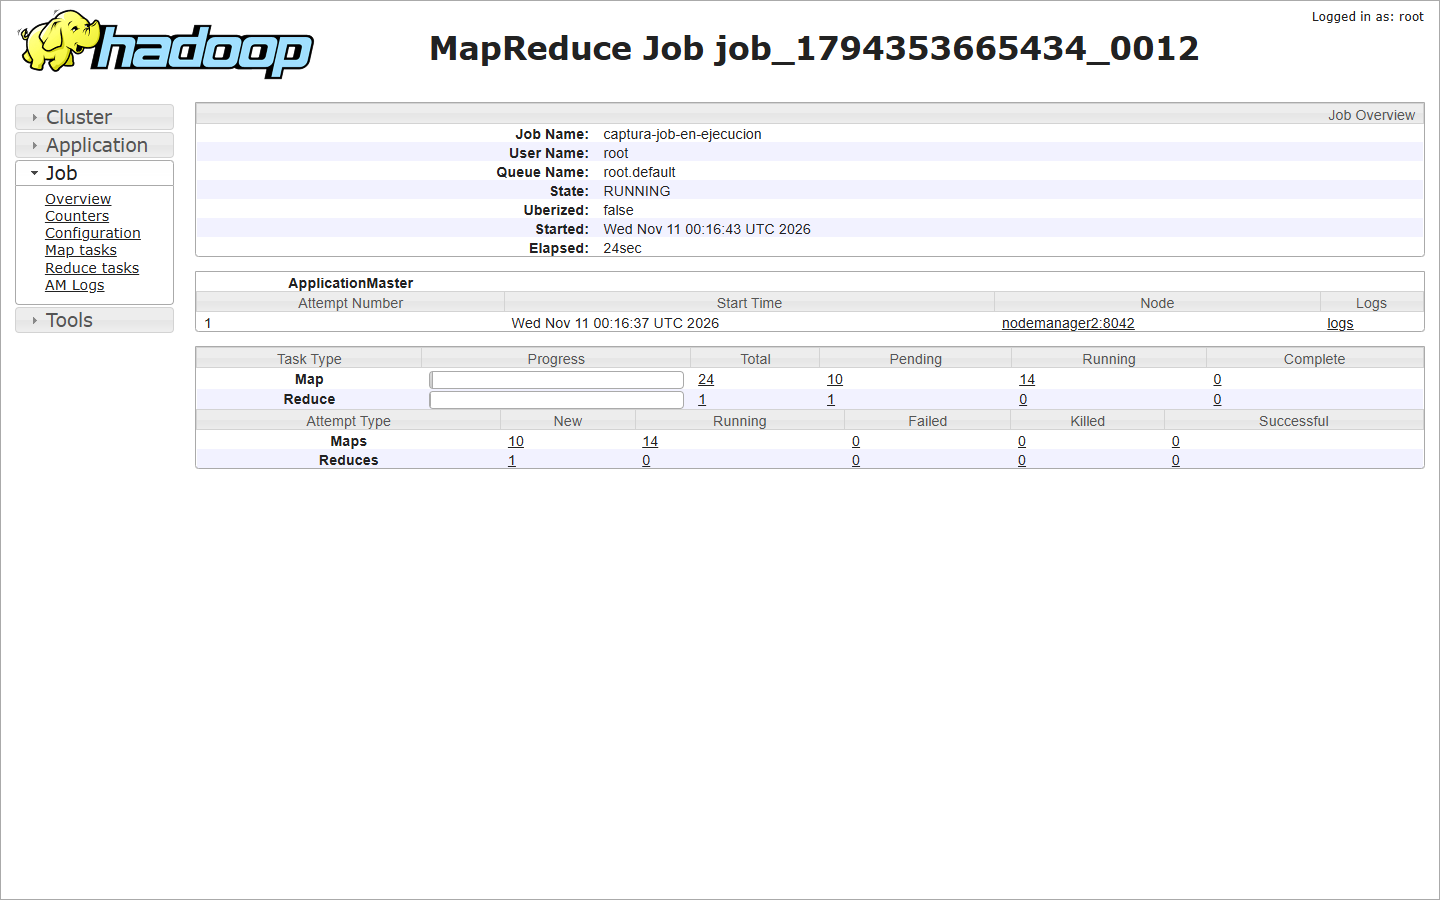 Logged in as: root
hadoop
MapReduce Job job_1794353665434_0012
Cluster
Application
Job
Overview
Counters
Configuration
Map tasks
Reduce tasks
AM Logs
Tools
Job Overview
Job Name: captura-job-en-ejecucion
User Name: root
Queue Name: root.default
State: RUNNING
Uberized: false
Started: Wed Nov 11 00:16:43 UTC 2026
Elapsed: 24sec
ApplicationMaster
Attempt Number Start Time Node Logs
1 Wed Nov 11 00:16:37 UTC 2026 nodemanager2:8042 logs
Task Type Progress Total Pending Running Complete
Map 24 10 14 0
Reduce 1 1 0 0
Attempt Type New Running Failed Killed Successful
Maps 10 14 0 0 0
Reduces 1 0 0 0 0